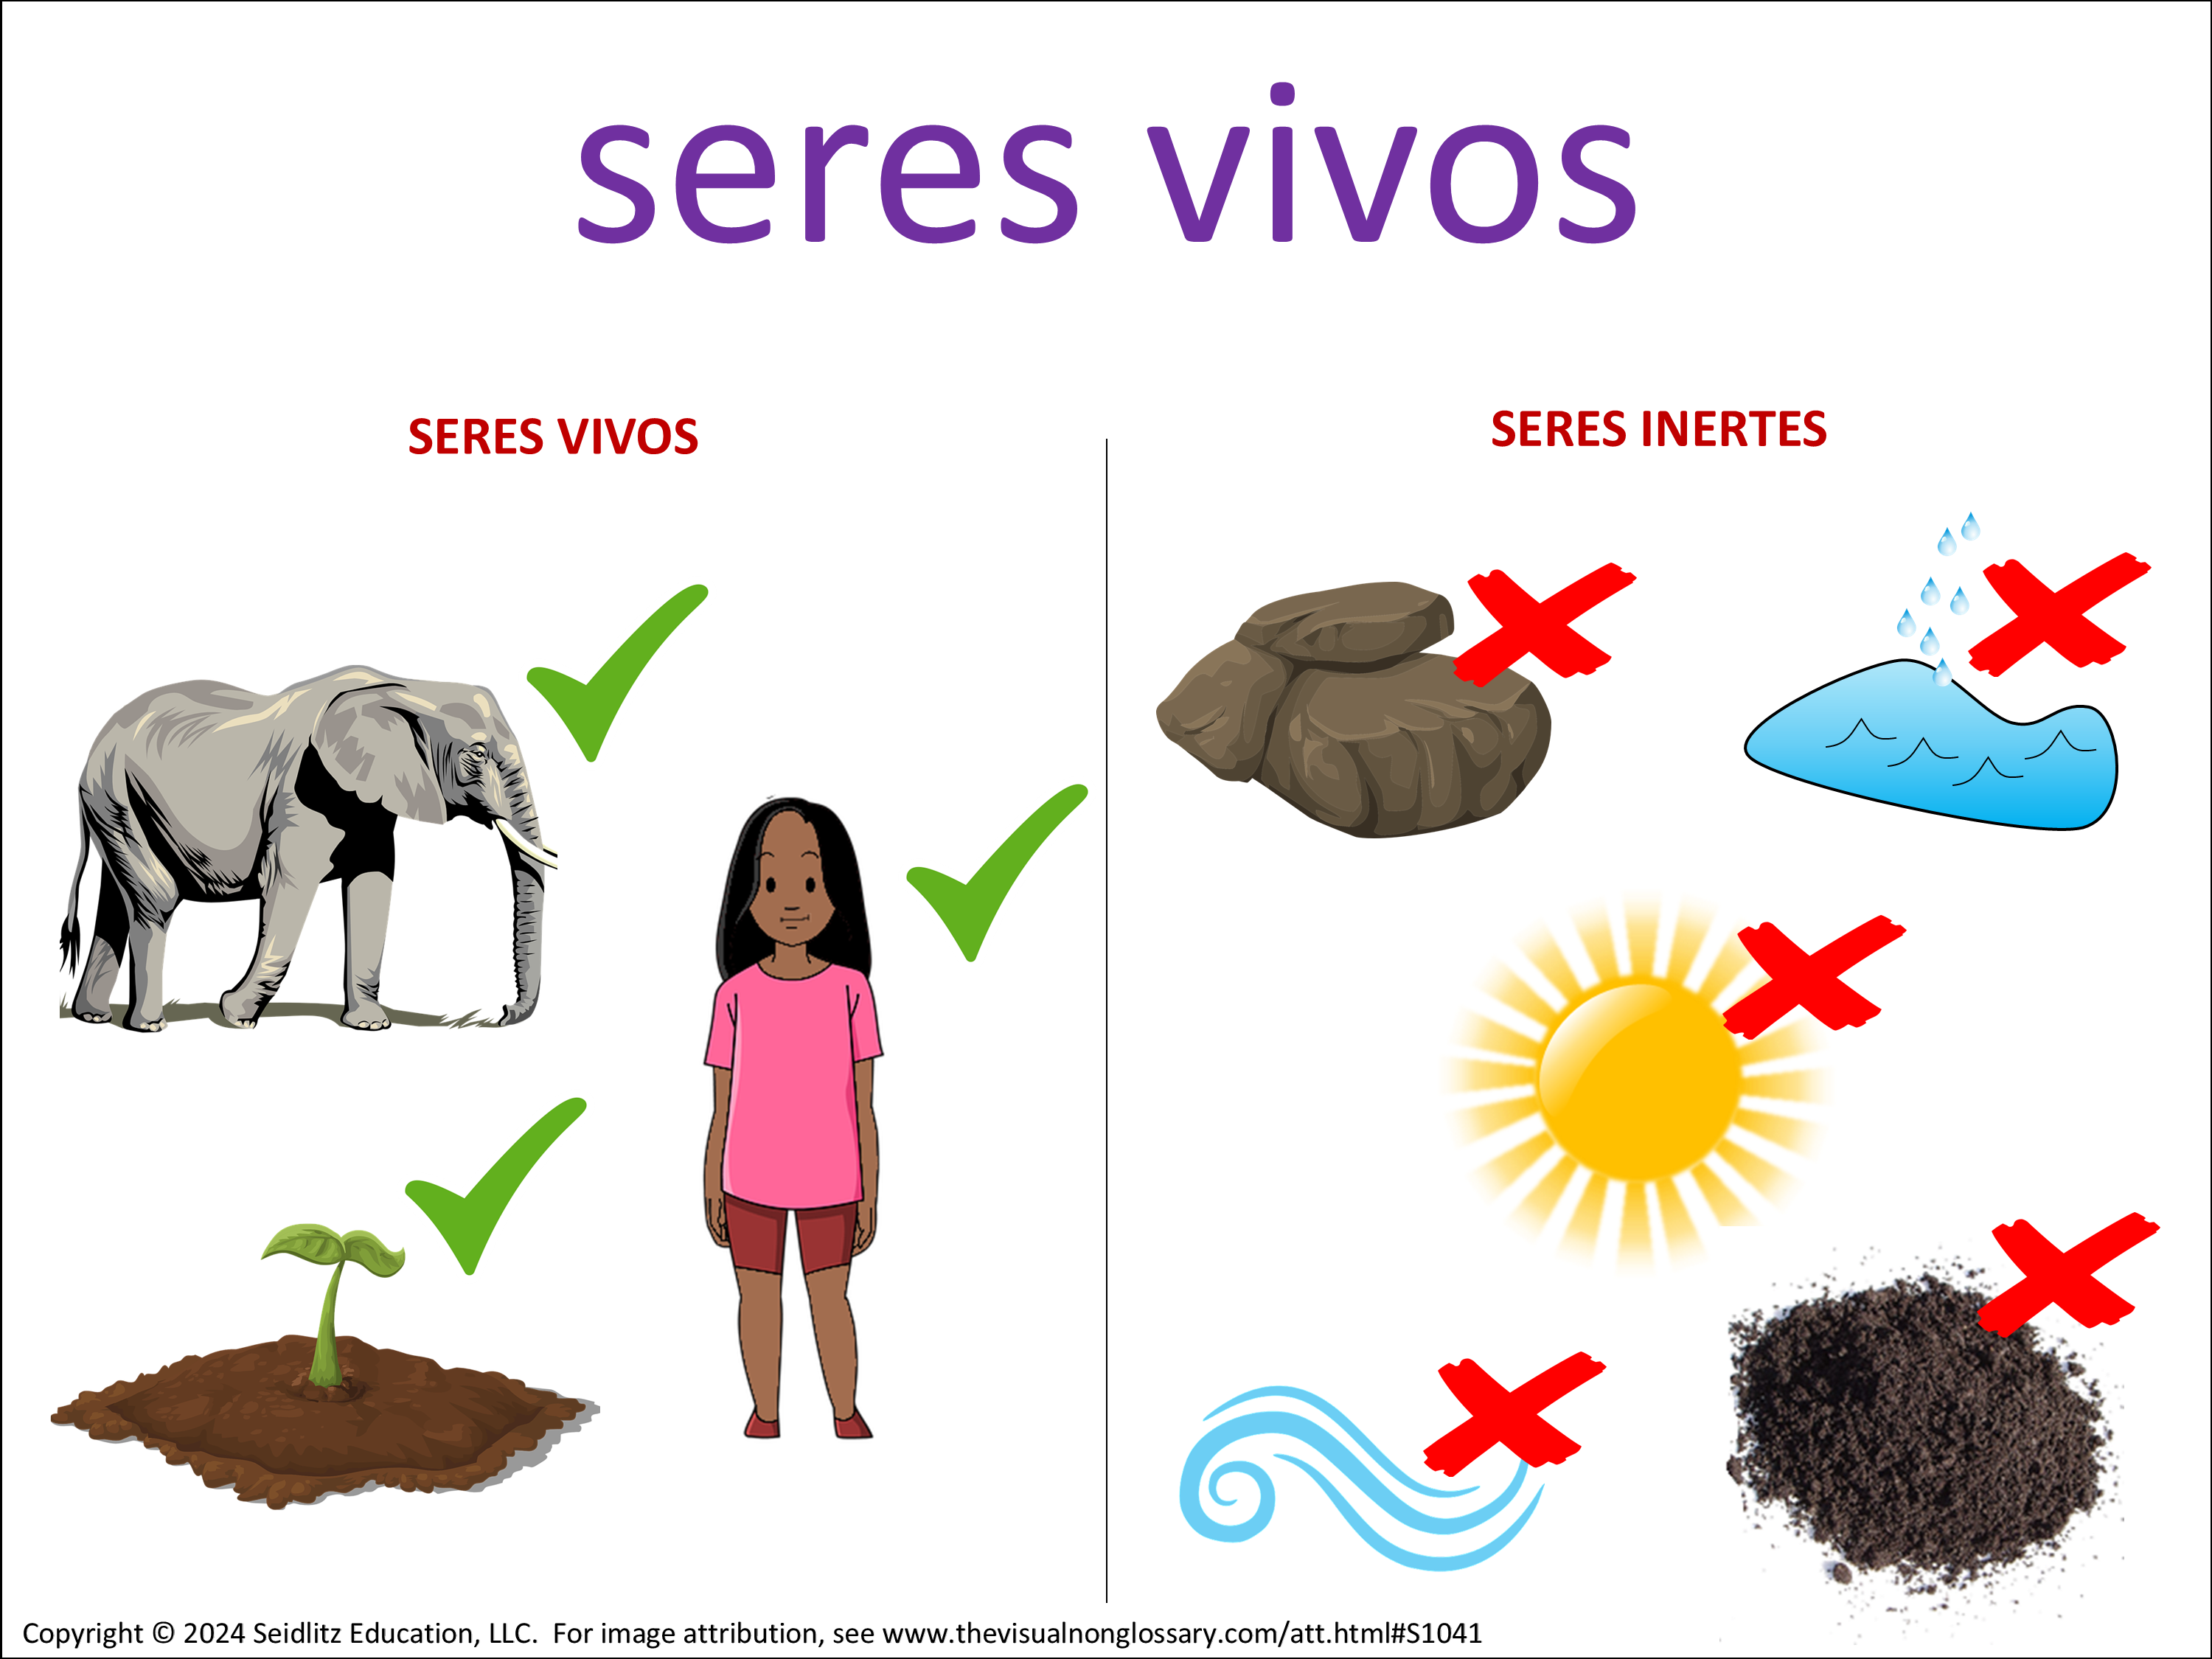 seres vivos
SERES VIVOS
SERES INERTES
Copyright © 2024 Seidlitz Education, LLC.  For image attribution, see www.thevisualnonglossary.com/att.html#S1041